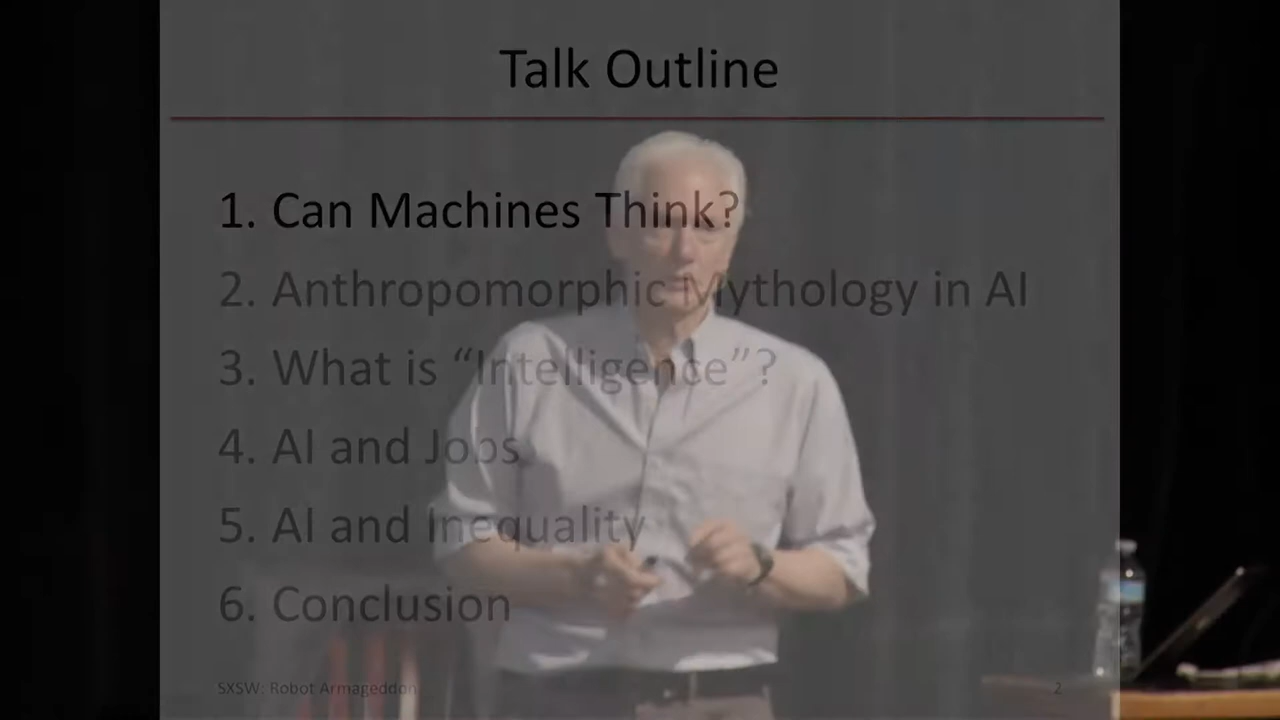 Talk Outline
1. Can Machines Think?
2. Anthropomorphic Mythology in AI
3. What is “Intelligence”?
4. AI and Jobs
5. AI and Inequality
6. Conclusion
SXSW: Robot Armageddon
2